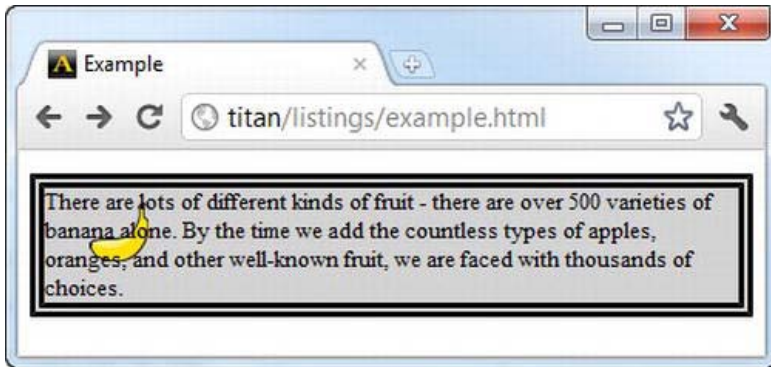 Example
titan/listings/example.html
There are lots of different kinds of fruit - there are over 500 varieties of
banana alone. By the time we add the countless types of apples,
oranges, and other well-known fruit, we are faced with thousands of
choices.